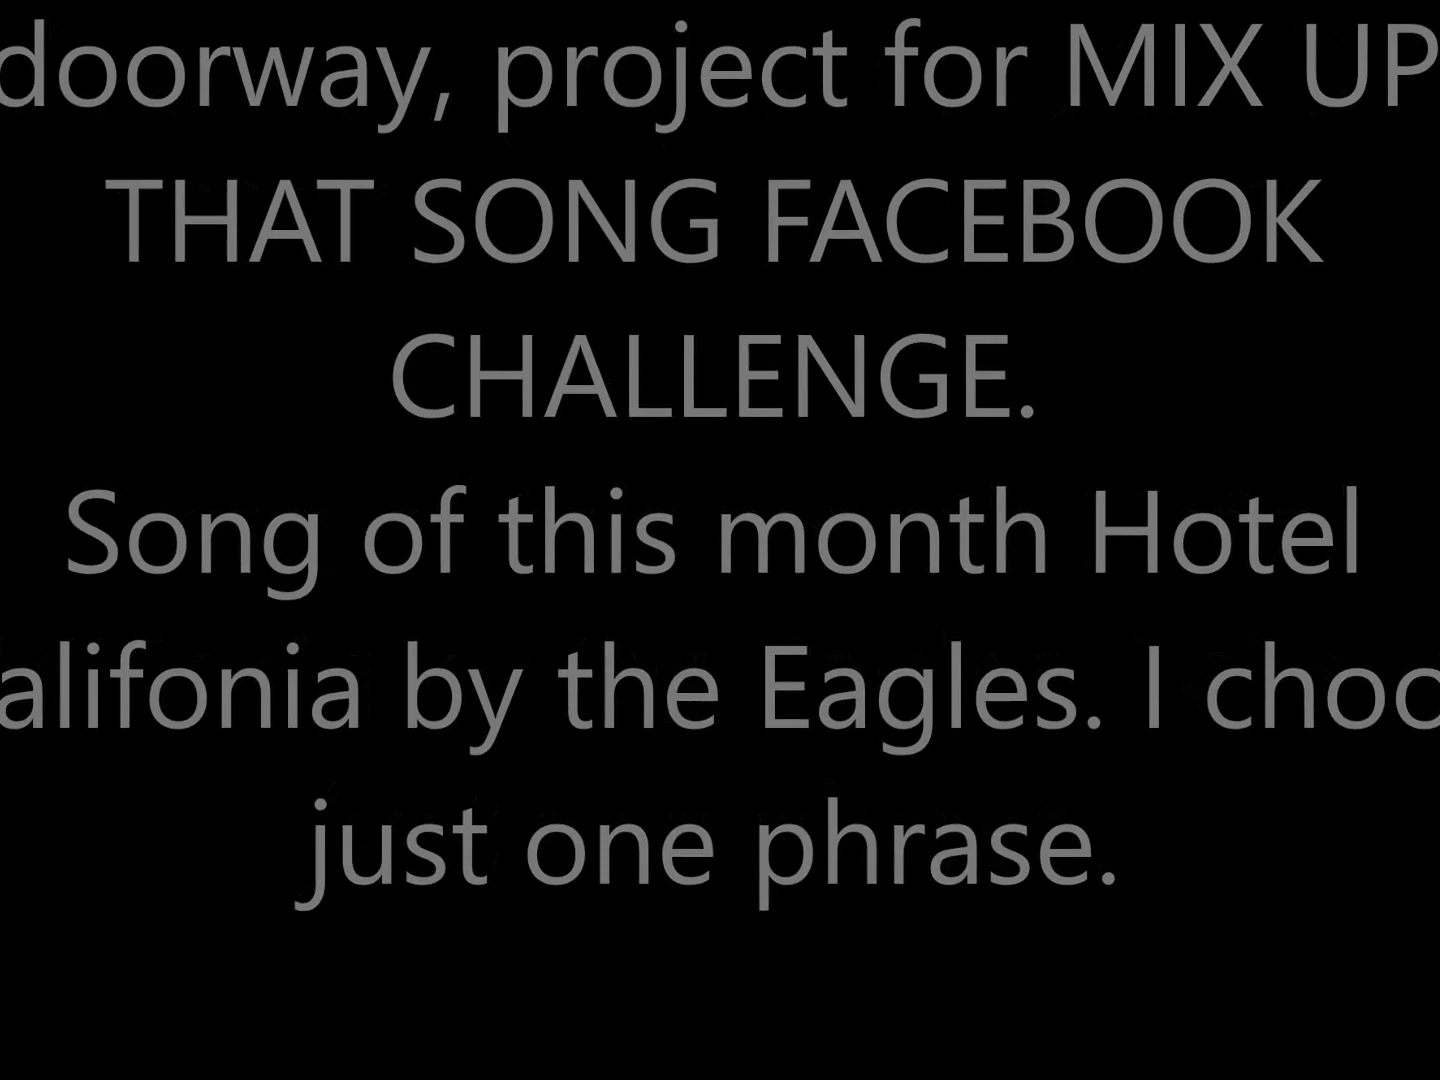 doorway, project for MIX UP
THAT SONG FACEBOOK
CHALLENGE.
Song of this month Hotel
alifonia by the Eagles. I choo
just one phrase.